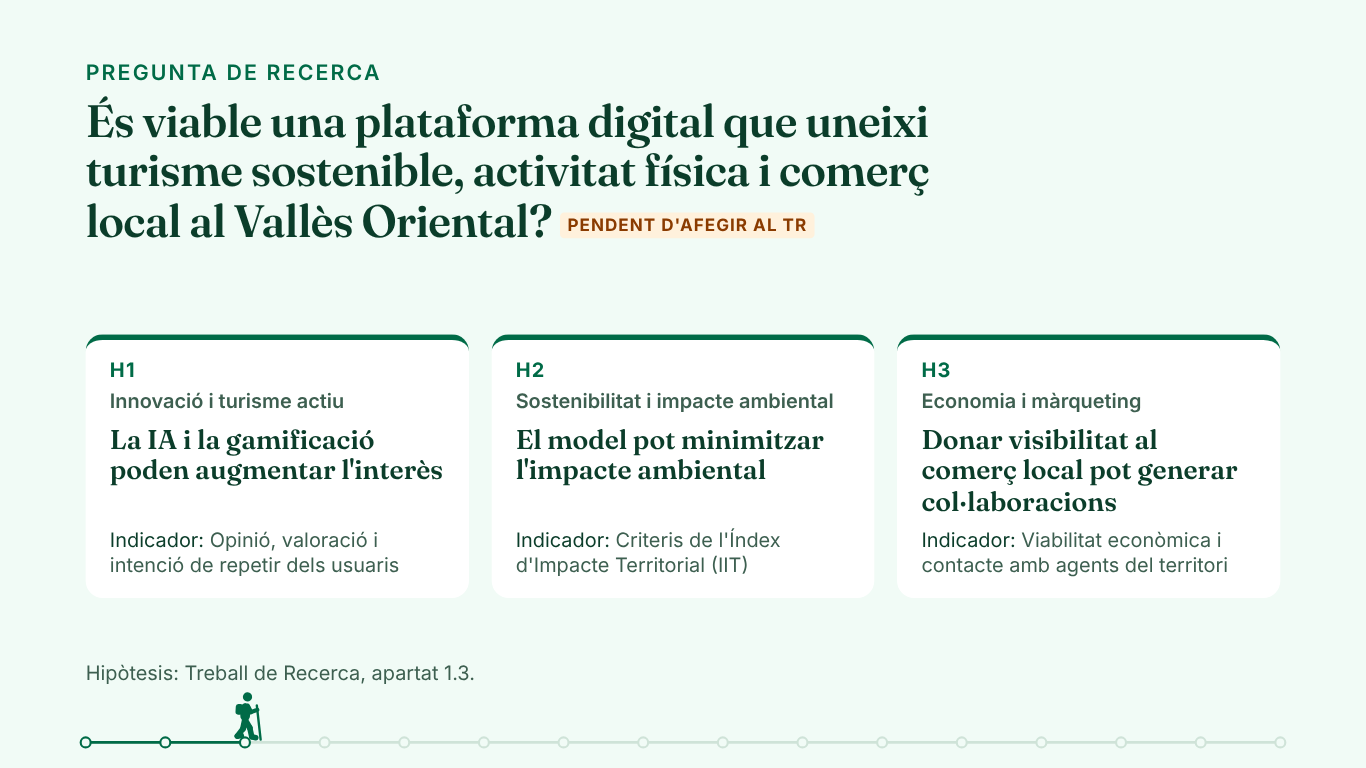 PREGUNTA DE RECERCA
És viable una plataforma digital que uneixi
turisme sostenible, activitat física i comerç
local al Vallès Oriental? PENDENT D'AFEGIR AL TR
H1
Innovació i turisme actiu
La IA i la gamificació
poden augmentar l'interès
Indicador: Opinió, valoració i
intenció de repetir dels usuaris
H2
Sostenibilitat i impacte ambiental
El model pot minimitzar
l'impacte ambiental
Indicador: Criteris de l'Índex
d'Impacte Territorial (IIT)
H3
Economia i màrqueting
Donar visibilitat al
comerç local pot generar
col·laboracions
Indicador: Viabilitat econòmica i
contacte amb agents del territori
Hipòtesis: Treball de Recerca, apartat 1.3.